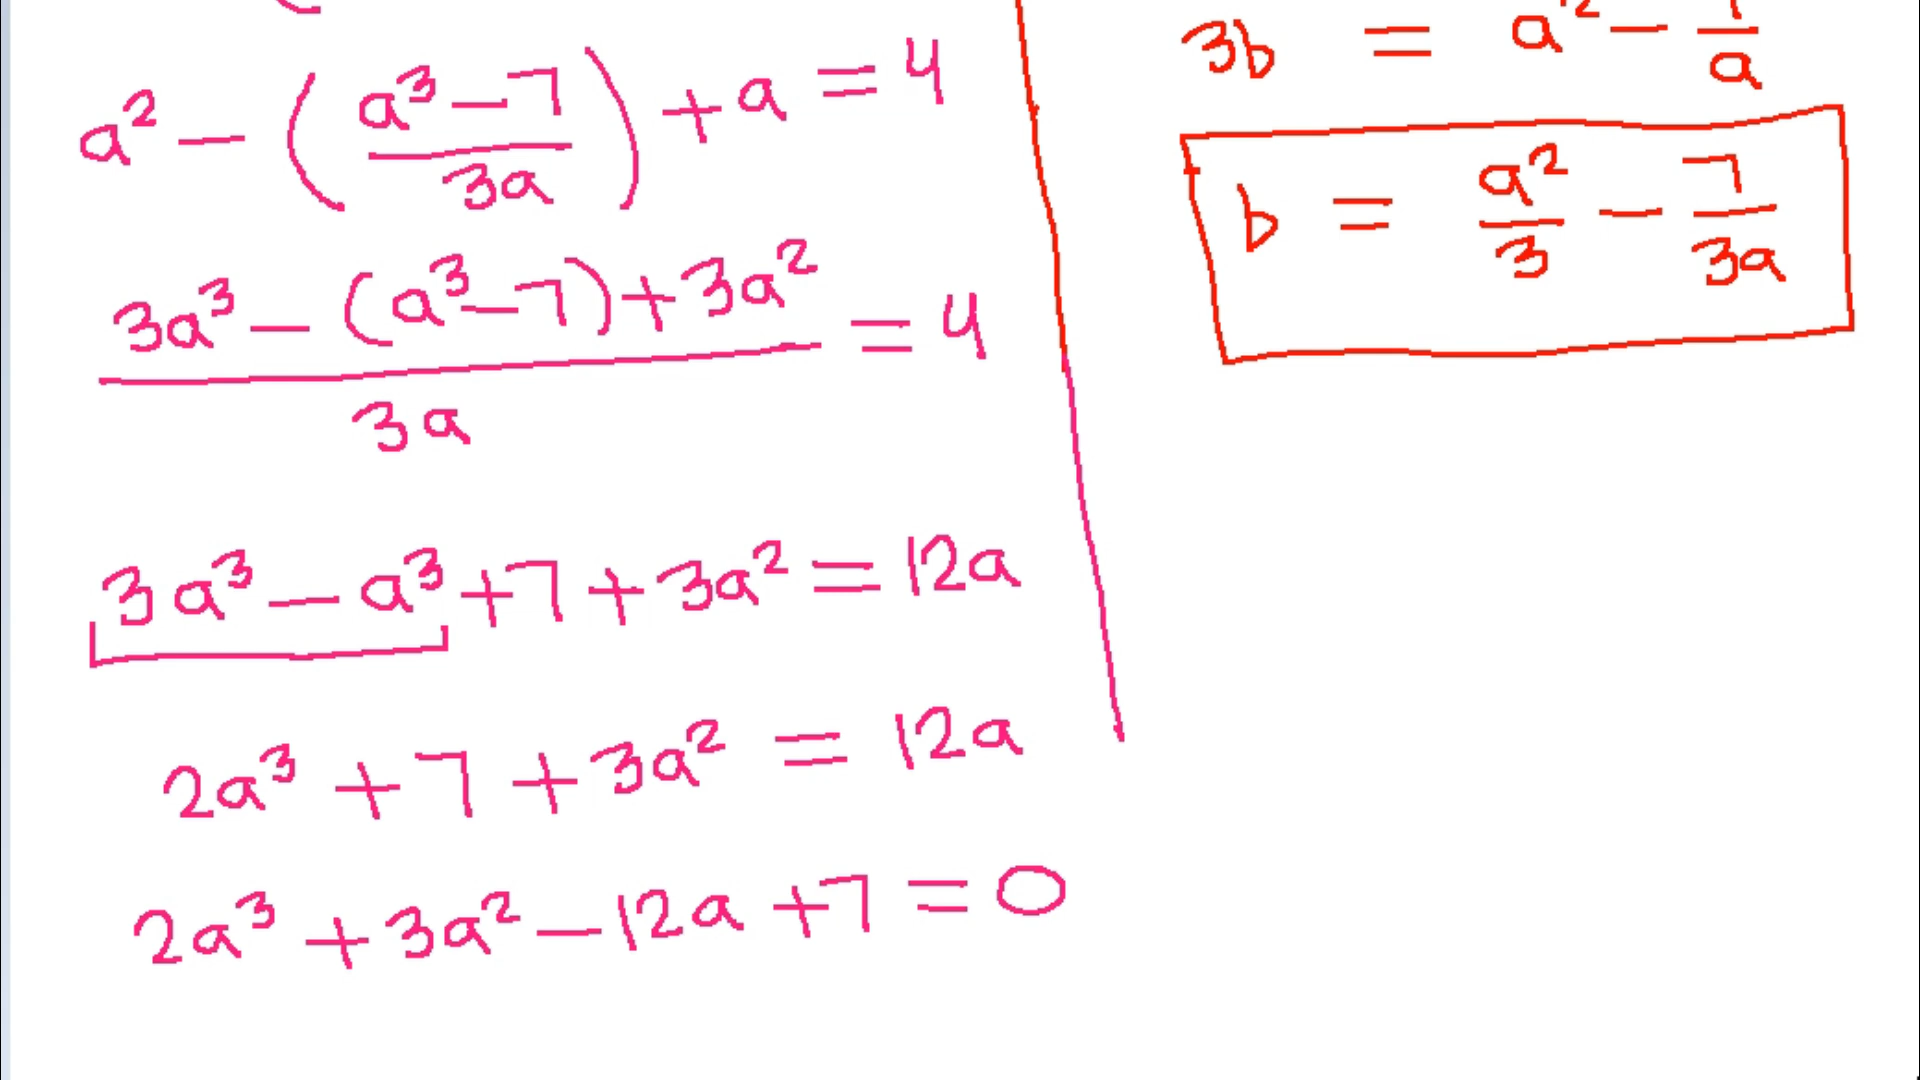 a² − ((a³ − 7)/(3a)) + a = 4
(3a³ − (a³ − 7) + 3a²)/(3a) = 4
3a³ − a³ + 7 + 3a² = 12a
2a³ + 7 + 3a² = 12a
2a³ + 3a² − 12a + 7 = 0
3b = a² − 7/a
b = a²/3 − 7/(3a)